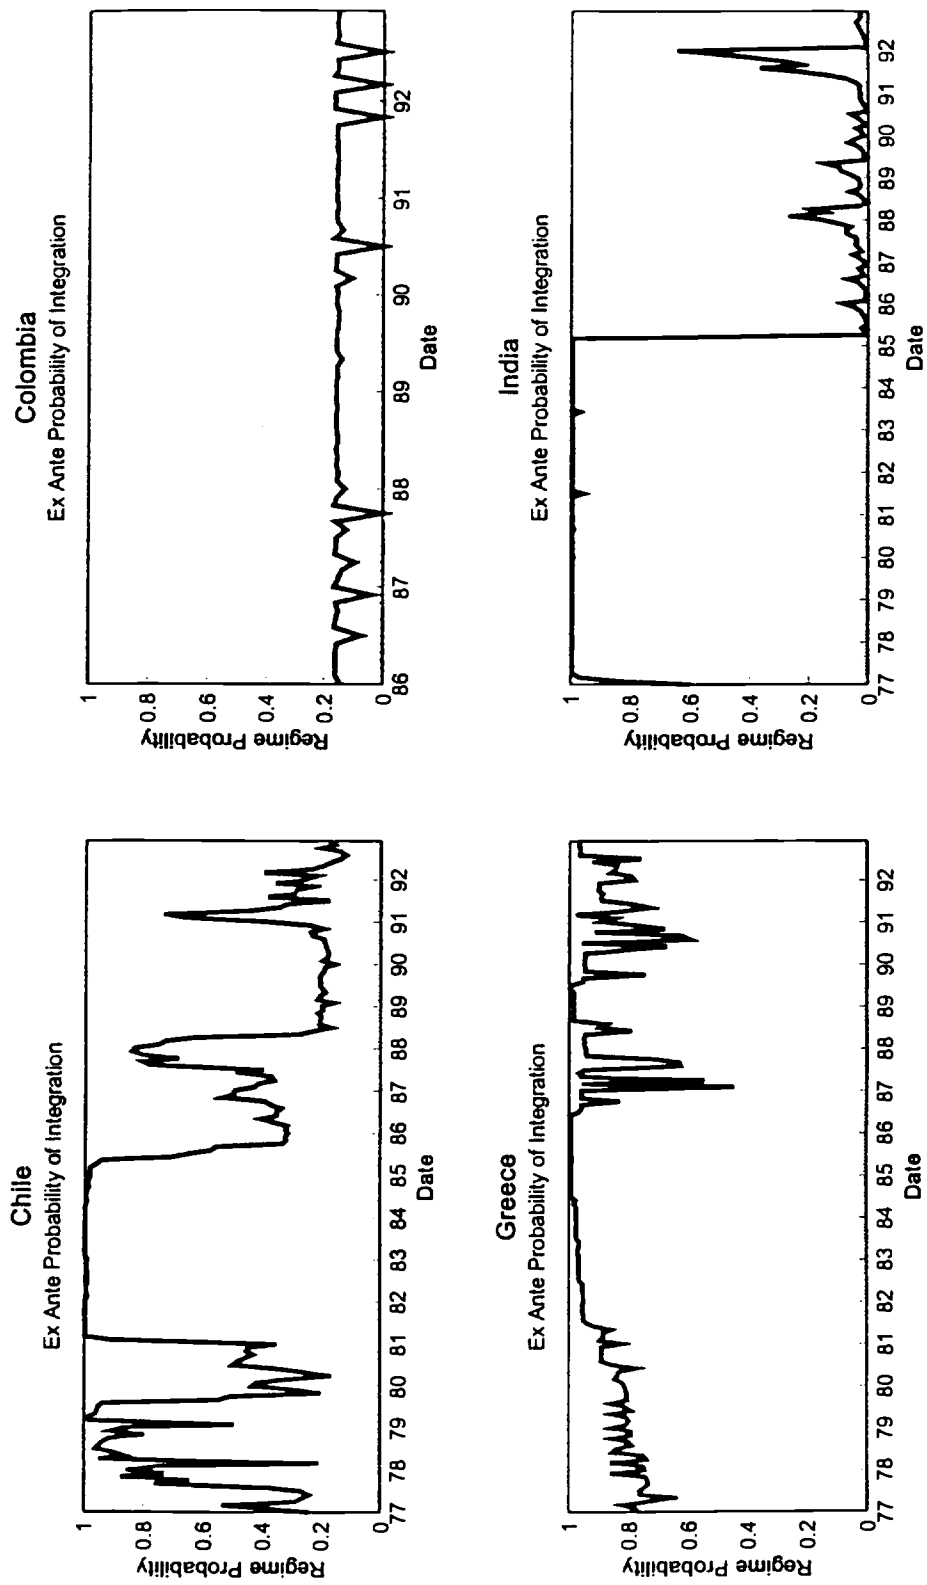 Chile
Ex Ante Probability of Integration
Regime Probability
1
0.8
0.6
0.4
0.2
0
77 78 79 80 81 82 83 84 85 86 87 88 89 90 91 92
Date
Colombia
Ex Ante Probability of Integration
Regime Probability
1
0.8
0.6
0.4
0.2
0
86 87 88 89 90 91 92
Date
Greece
Ex Ante Probability of Integration
Regime Probability
1
0.8
0.6
0.4
0.2
0
77 78 79 80 81 82 83 84 85 86 87 88 89 90 91 92
Date
India
Ex Ante Probability of Integration
Regime Probability
1
0.8
0.6
0.4
0.2
0
77 78 79 80 81 82 83 84 85 86 87 88 89 90 91 92
Date